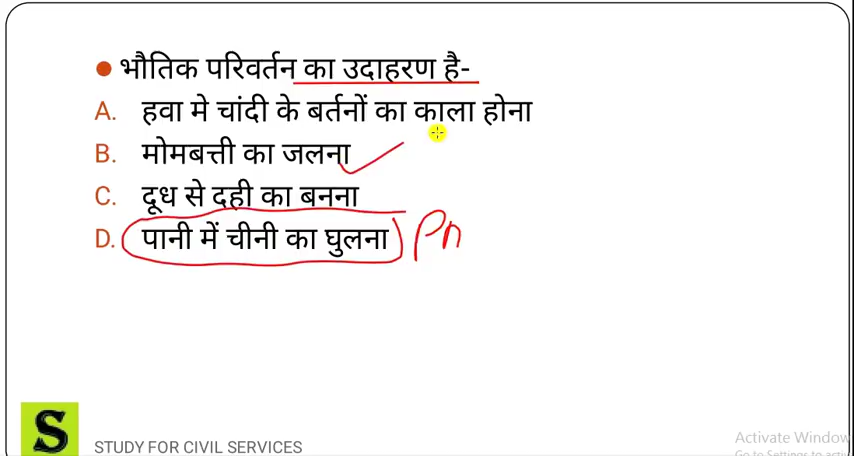 ● भौतिक परिवर्तन का उदाहरण है-
A. हवा मे चांदी के बर्तनों का काला होना
B. मोमबत्ती का जलना
C. दूध से दही का बनना
D. पानी में चीनी का घुलना
S STUDY FOR CIVIL SERVICES
Activate Window